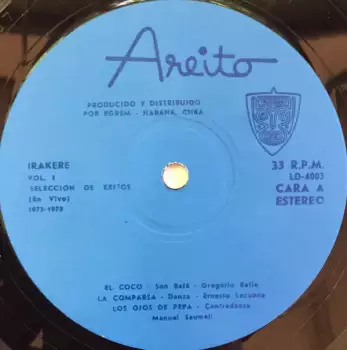 Areito
PRODUCIDO Y DISTRIBUIDO
POR EGREM - HABANA, CUBA
IRAKERE
VOL. I
SELECCION DE EXITOS
(En Vivo)
1973-1978
33 R.P.M.
LD-4003
CARA A
ESTEREO
EL COCO - Son Batá - Gregorio Batle
LA COMPARSA - Danza - Ernesto Lecuona
LOS OJOS DE PEPA - Contradanza
Manuel Saumell